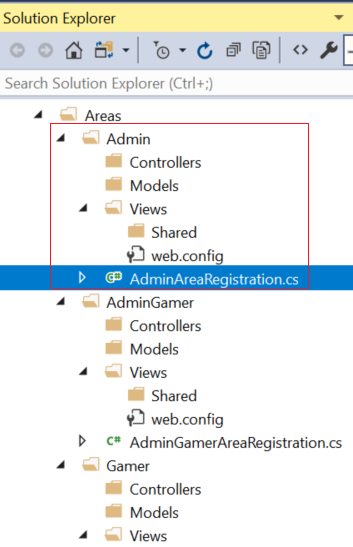 Solution Explorer
Search Solution Explorer (Ctrl+;)
Areas
Admin
Controllers
Models
Views
Shared
web.config
C# AdminAreaRegistration.cs
AdminGamer
Controllers
Models
Views
Shared
web.config
C# AdminGamerAreaRegistration.cs
Gamer
Controllers
Models
Views